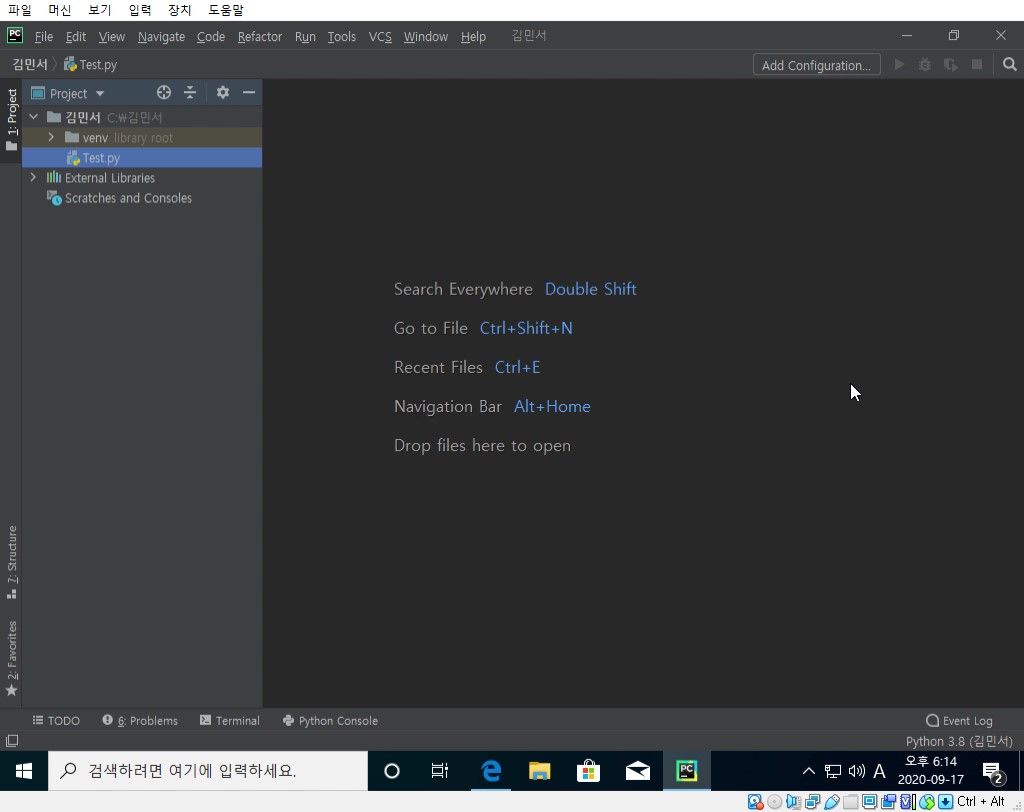 파일 머신 보기 입력 장치 도움말
PC File Edit View Navigate Code Refactor Run Tools VCS Window Help 김민서
김민서 Test.py Add Configuration...
1: Project
Project
김민서 C:₩김민서
venv library root
Test.py
External Libraries
Scratches and Consoles
Search Everywhere Double Shift
Go to File Ctrl+Shift+N
Recent Files Ctrl+E
Navigation Bar Alt+Home
Drop files here to open
7: Structure
2: Favorites
TODO 6: Problems Terminal Python Console Event Log
Python 3.8 (김민서)
검색하려면 여기에 입력하세요. PC A 오후 6:14
2020-09-17 2
Ctrl + Alt